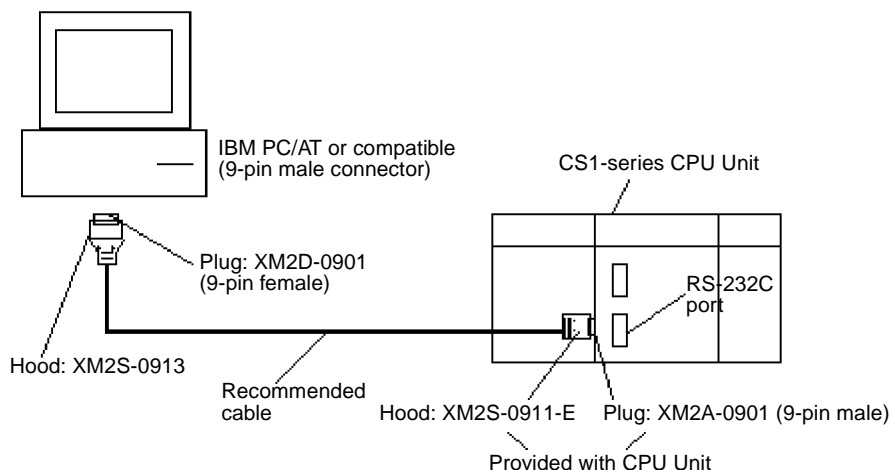 IBM PC/AT or compatible
(9-pin male connector)
CS1-series CPU Unit
Plug: XM2D-0901
(9-pin female)
RS-232C
port
Hood: XM2S-0913
Recommended
cable
Hood: XM2S-0911-E
Plug: XM2A-0901 (9-pin male)
Provided with CPU Unit